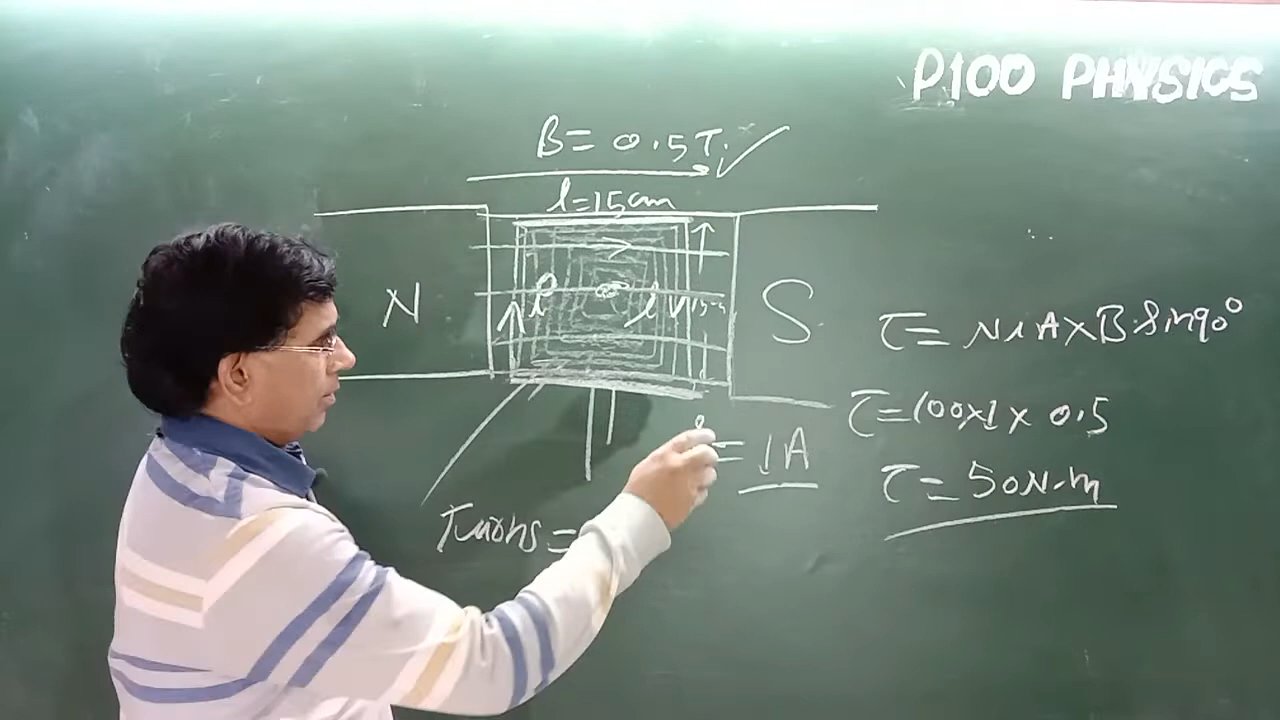 P100 PHYSICS
B = 0.5T.
l=15cm
N
l
l
S
τ = NiA×B.Sin90°
τ=100×1× 0.5
= 1A
τ = 50N-m
Turns =